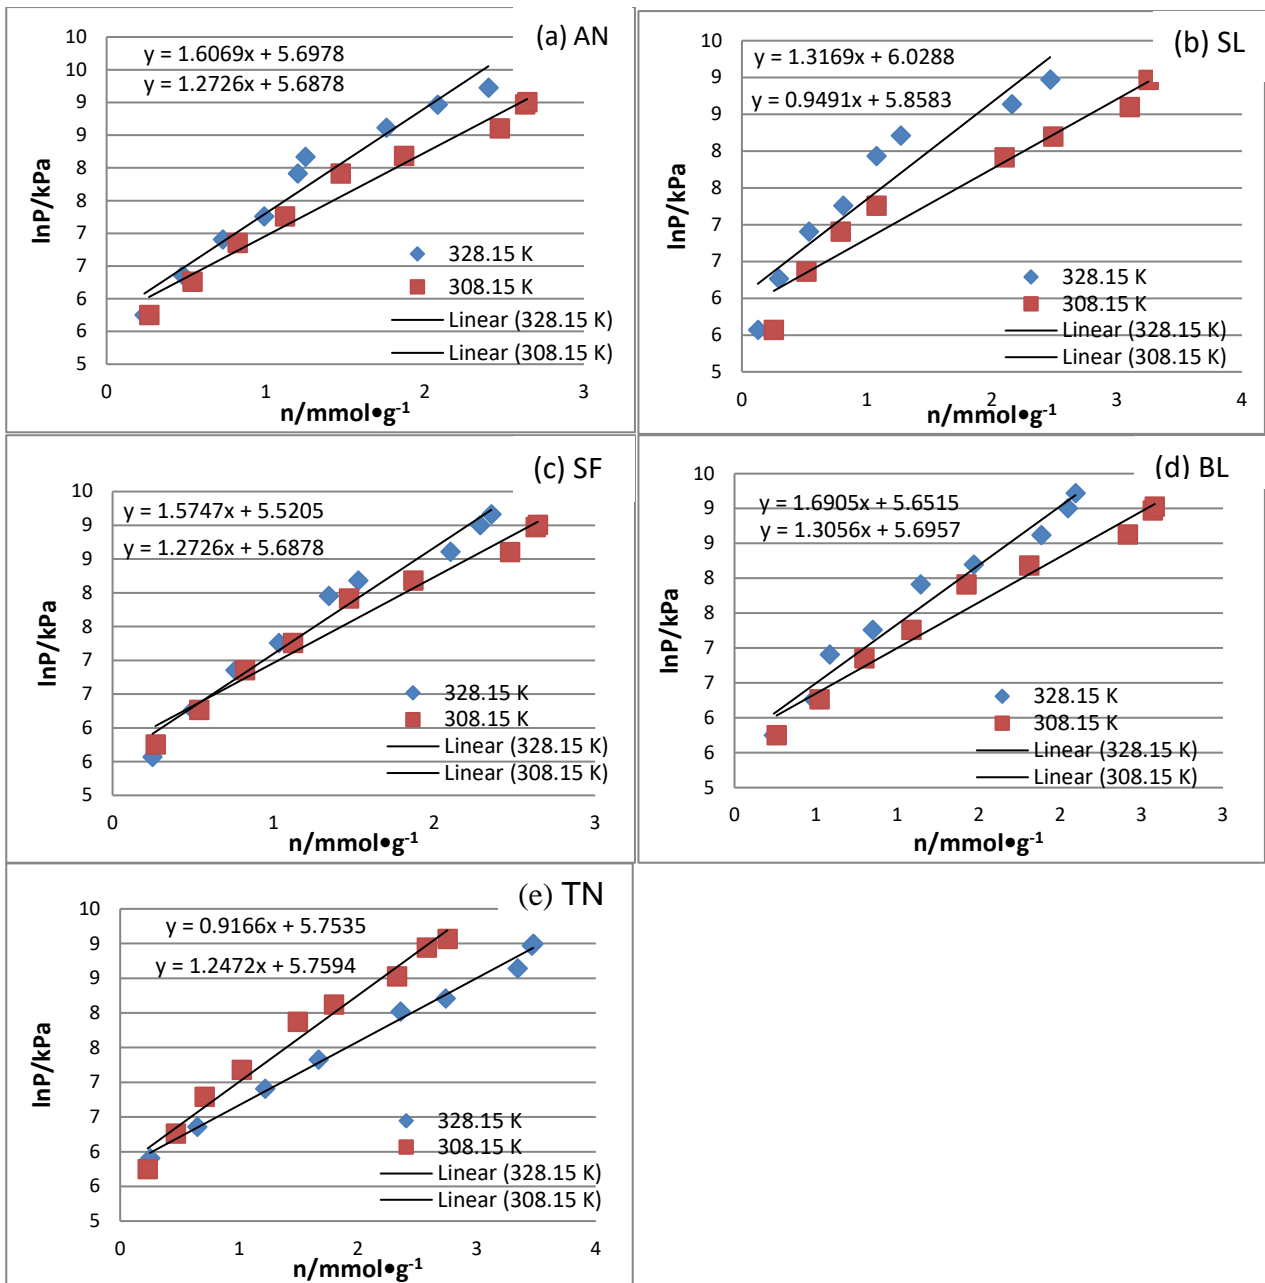 (a) AN
y = 1.6069x + 5.6978
y = 1.2726x + 5.6878
lnP/kPa
10
10
9
9
8
8
7
7
6
6
5
328.15 K
308.15 K
Linear (328.15 K)
Linear (308.15 K)
0
1
2
3
n/mmol•g-1
(b) SL
y = 1.3169x + 6.0288
y = 0.9491x + 5.8583
lnP/kPa
10
9
9
8
8
7
7
6
6
5
328.15 K
308.15 K
Linear (328.15 K)
Linear (308.15 K)
0
1
2
3
4
n/mmol•g-1
(c) SF
y = 1.5747x + 5.5205
y = 1.2726x + 5.6878
lnP/kPa
10
9
9
8
8
7
7
6
6
5
328.15 K
308.15 K
Linear (328.15 K)
Linear (308.15 K)
0
1
2
3
n/mmol•g-1
(d) BL
y = 1.6905x + 5.6515
y = 1.3056x + 5.6957
lnP/kPa
10
9
9
8
8
7
7
6
6
5
328.15 K
308.15 K
Linear (328.15 K)
Linear (308.15 K)
0
1
1
2
2
3
3
n/mmol•g-1
(e) TN
y = 0.9166x + 5.7535
y = 1.2472x + 5.7594
lnP/kPa
10
9
9
8
8
7
7
6
6
5
328.15 K
308.15 K
Linear (328.15 K)
Linear (308.15 K)
0
1
2
3
4
n/mmol•g-1